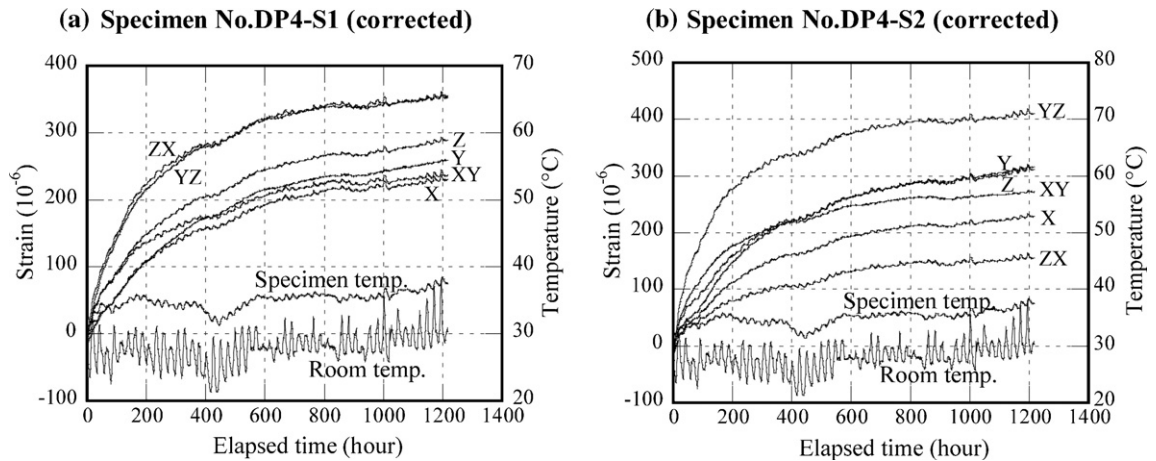 (a) Specimen No.DP4-S1 (corrected)
400
300
200
100
0
-100
Strain (10⁻⁶)
70
60
50
40
30
20
Temperature (°C)
ZX
YZ
Z
Y
XY
X
Specimen temp.
Room temp.
0 200 400 600 800 1000 1200 1400
Elapsed time (hour)
(b) Specimen No.DP4-S2 (corrected)
500
400
300
200
100
0
-100
Strain (10⁻⁶)
80
70
60
50
40
30
20
Temperature (°C)
YZ
Y
Z
XY
X
ZX
Specimen temp.
Room temp.
0 200 400 600 800 1000 1200 1400
Elapsed time (hour)